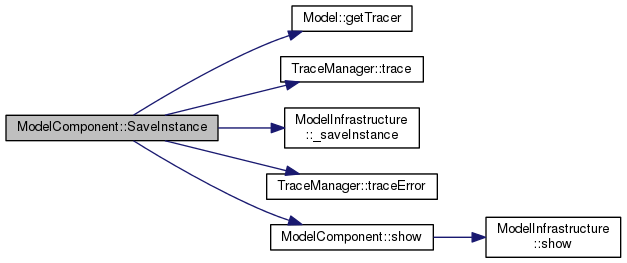 Model::getTracer
TraceManager::trace
ModelComponent::SaveInstance
ModelInfrastructure
::_saveInstance
TraceManager::traceError
ModelComponent::show
ModelInfrastructure
::show